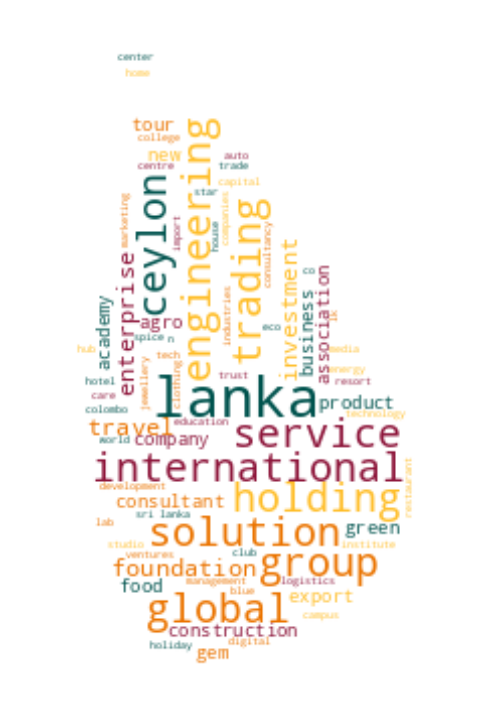 center
home
tour
college
engineering
new
auto
centre
trade
ceylon
capital
star
trading
companies
marketing
import
house
consultancy
investment
enterprise
co
business
association
industries
lk
academy
agro
eco
spice
n
hub
tech
media
jewellery
clothing
trust
energy
hotel
resort
care
lanka
product
colombo
technology
travel
education
service
world
company
international
restaurant
development
holding
consultant
sri lanka
lab
solution
green
studio
institute
ventures
club
group
foundation
food
management
logistics
blue
export
global
campus
construction
holiday
digital
gem